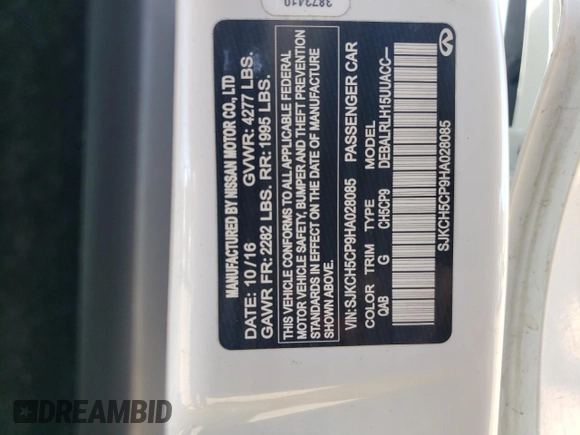 38773410
MANUFACTURED BY NISSAN MOTOR CO., LTD
DATE: 10/16 GVWR: 4277 LBS.
GAWR FR: 2282 LBS. RR: 1995 LBS.
THIS VEHICLE CONFORMS TO ALL APPLICABLE FEDERAL
MOTOR VEHICLE SAFETY, BUMPER AND THEFT PREVENTION
STANDARDS IN EFFECT ON THE DATE OF MANUFACTURE
SHOWN ABOVE.
VIN:SJKCH5CP9HA028085 PASSENGER CAR
COLOR TRIM TYPE MODEL
QAB G CH5CP9 DEBALRLH15UUACC—
SJKCH5CP9HA028085
DREAMBID